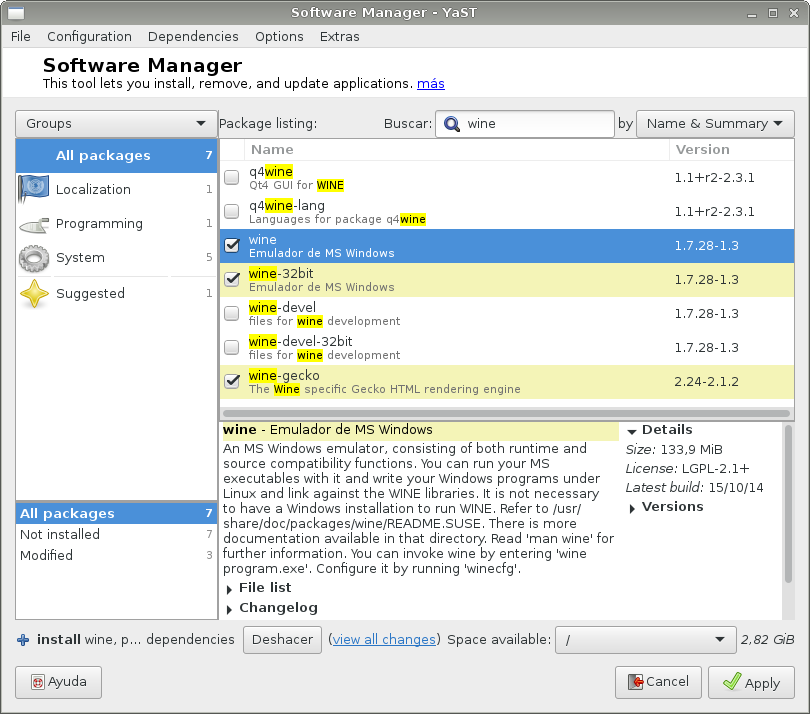 Software Manager - YaST
File Configuration Dependencies Options Extras
Software Manager
This tool lets you install, remove, and update applications. más
Groups
Package listing: Buscar: wine by Name & Summary
All packages 7
Localization 1
Programming 1
System 5
Suggested 1
Name Version
q4wine
Qt4 GUI for WINE
1.1+r2-2.3.1
q4wine-lang
Languages for package q4wine
1.1+r2-2.3.1
wine
Emulador de MS Windows
1.7.28-1.3
wine-32bit
Emulador de MS Windows
1.7.28-1.3
wine-devel
files for wine development
1.7.28-1.3
wine-devel-32bit
files for wine development
1.7.28-1.3
wine-gecko
The Wine specific Gecko HTML rendering engine
2.24-2.1.2
All packages 7
Not installed 7
Modified 3
wine - Emulador de MS Windows
An MS Windows emulator, consisting of both runtime and
source compatibility functions. You can run your MS
executables with it and write your Windows programs under
Linux and link against the WINE libraries. It is not necessary
to have a Windows installation to run WINE. Refer to /usr/
share/doc/packages/wine/README.SUSE. There is more
documentation available in that directory. Read 'man wine' for
further information. You can invoke wine by entering 'wine
program.exe'. Configure it by running 'winecfg'.
File list
Changelog
Details
Size: 133,9 MiB
License: LGPL-2.1+
Latest build: 15/10/14
Versions
install wine, p... dependencies Deshacer (view all changes) Space available: / 2,82 GiB
Ayuda Cancel Apply